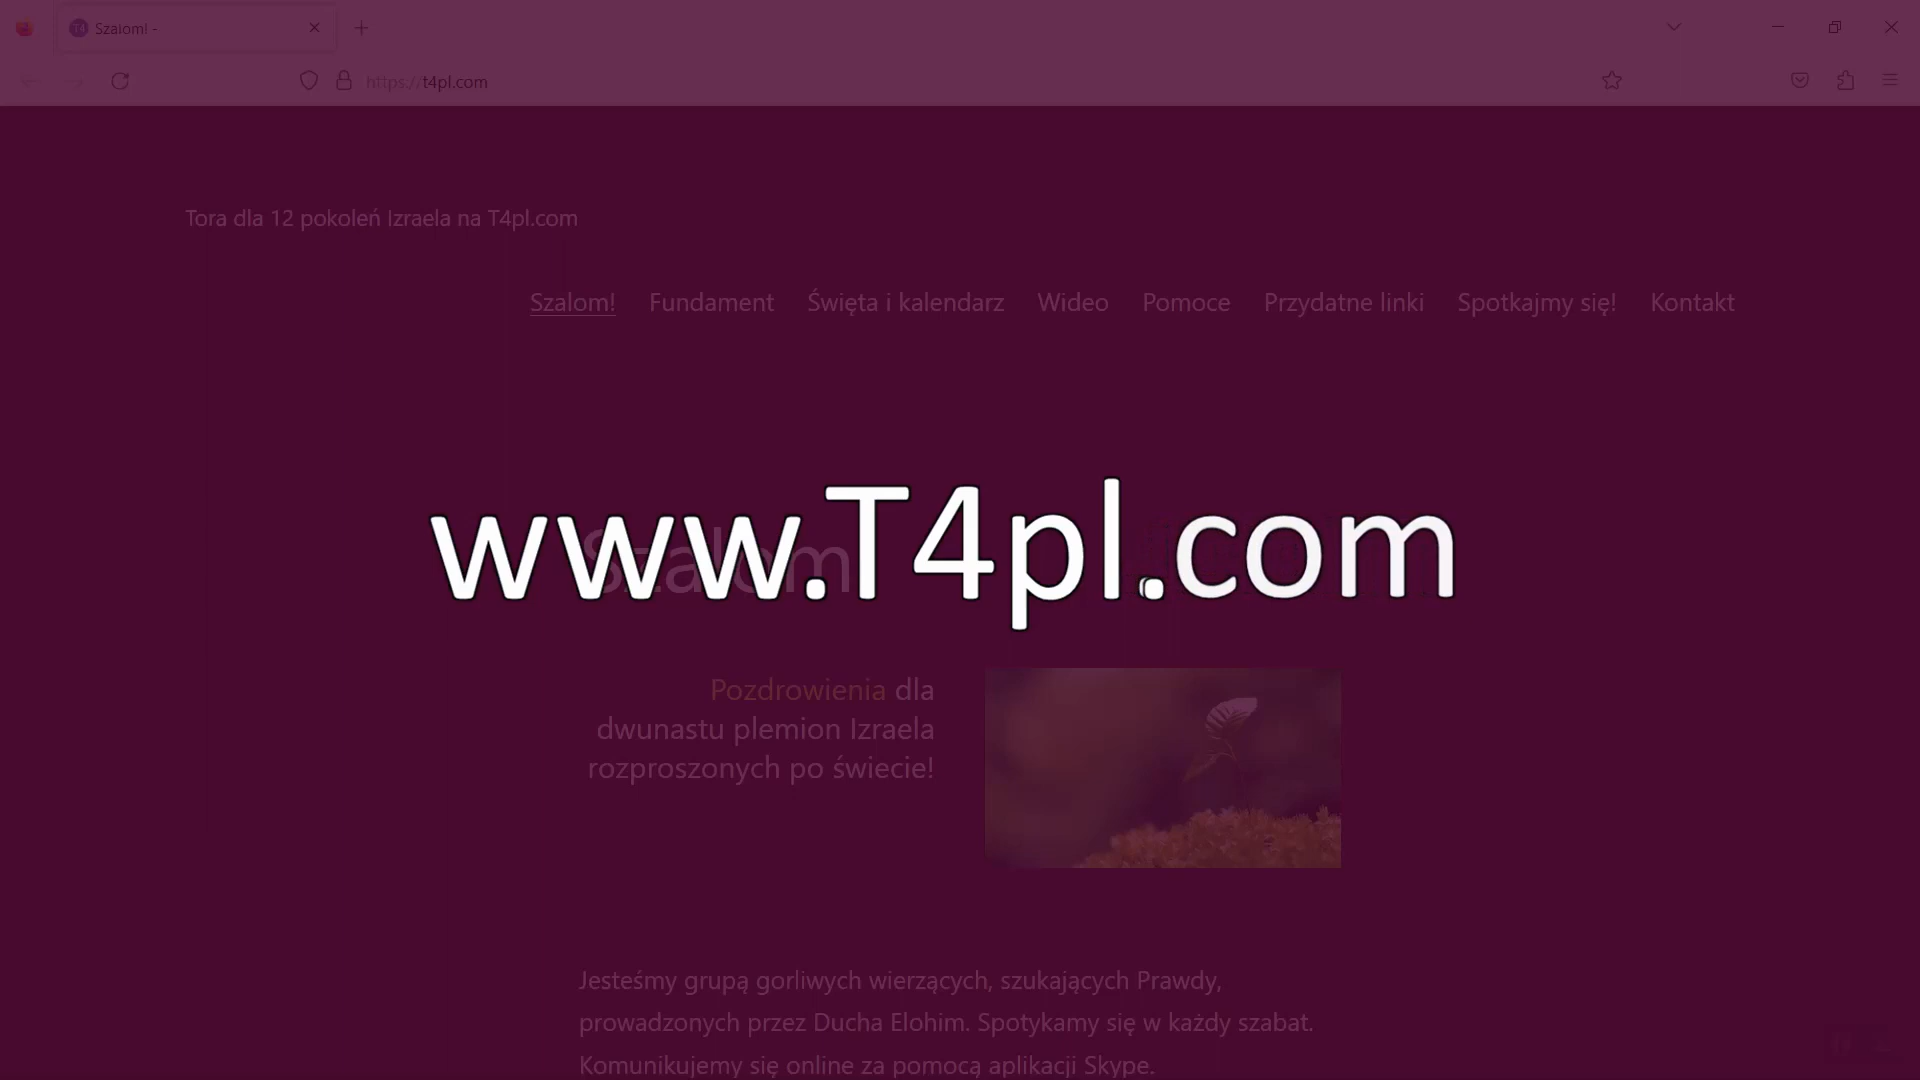 Szalom! -
https://t4pl.com
Tora dla 12 pokoleń Izraela na T4pl.com
Szalom! Fundament Święta i kalendarz Wideo Pomoce Przydatne linki Spotkajmy się! Kontakt
Szalom
www.T4pl.com
Pozdrowienia dla
dwunastu plemion Izraela
rozproszonych po świecie!
Jesteśmy grupą gorliwych wierzących, szukających Prawdy,
prowadzonych przez Ducha Elohim. Spotykamy się w każdy szabat.
Komunikujemy się online za pomocą aplikacji Skype.